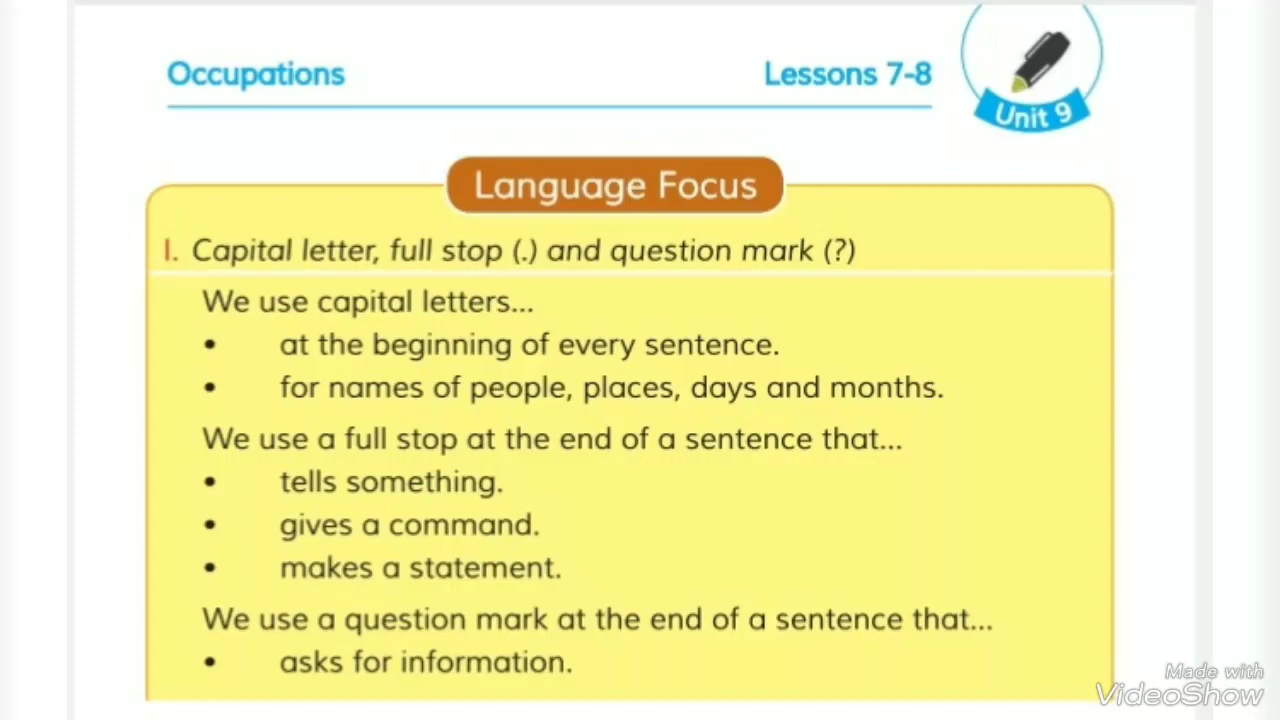 Occupations
Lessons 7-8
Unit 9
Language Focus
I. Capital letter, full stop (.) and question mark (?)
We use capital letters...
• at the beginning of every sentence.
• for names of people, places, days and months.
We use a full stop at the end of a sentence that...
• tells something.
• gives a command.
• makes a statement.
We use a question mark at the end of a sentence that...
• asks for information.
Made with
VideoShow